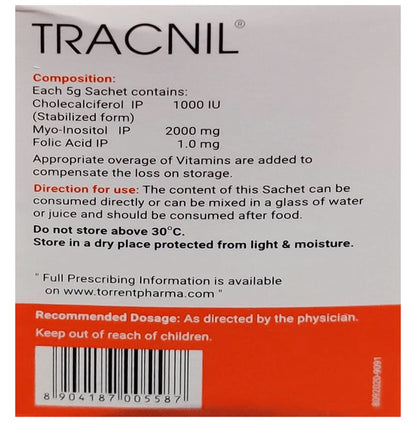 TRACNIL®
Composition:
Each 5g Sachet contains:
Cholecalciferol IP 1000 IU
(Stabilized form)
Myo-Inositol IP 2000 mg
Folic Acid IP 1.0 mg
Appropriate overage of Vitamins are added to
compensate the loss on storage.
Direction for use: The content of this Sachet can be
consumed directly or can be mixed in a glass of water
or juice and should be consumed after food.
Do not store above 30°C.
Store in a dry place protected from light & moisture.
" Full Prescribing Information is available
on www.torrentpharma.com "
Recommended Dosage: As directed by the physician.
Keep out of reach of children.
8 904187 005587
8092020-9091